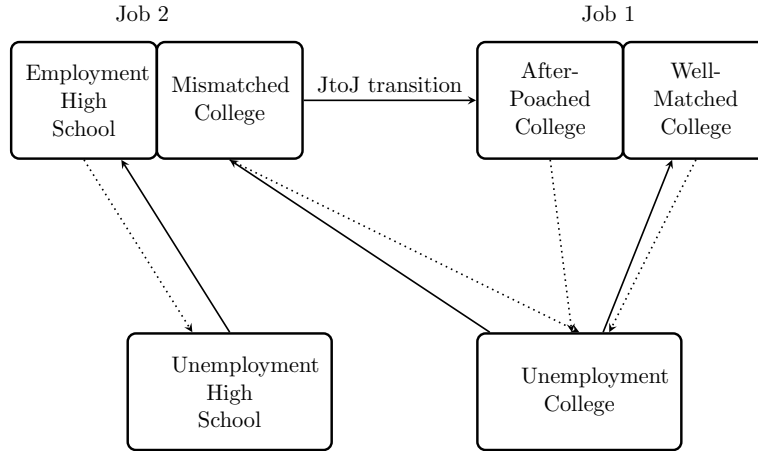 Job 2
Job 1
Employment
High
School
Mismatched
College
JtoJ transition
After-
Poached
College
Well-
Matched
College
Unemployment
High
School
Unemployment
College